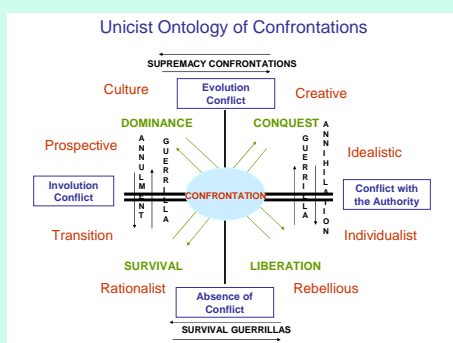 Unicist Ontology of Confrontations
SUPREMACY CONFRONTATIONS
Culture
Evolution
Conflict
Creative
DOMINANCE
CONQUEST
Prospective
ANNULMENT
GUERRILLA
GUERRILLA
ANNIHILATION
Idealistic
Involution
Conflict
CONFRONTATION
Conflict with
the Authority
Transition
Individualist
SURVIVAL
LIBERATION
Rationalist
Absence of
Conflict
Rebellious
SURVIVAL GUERRILLAS